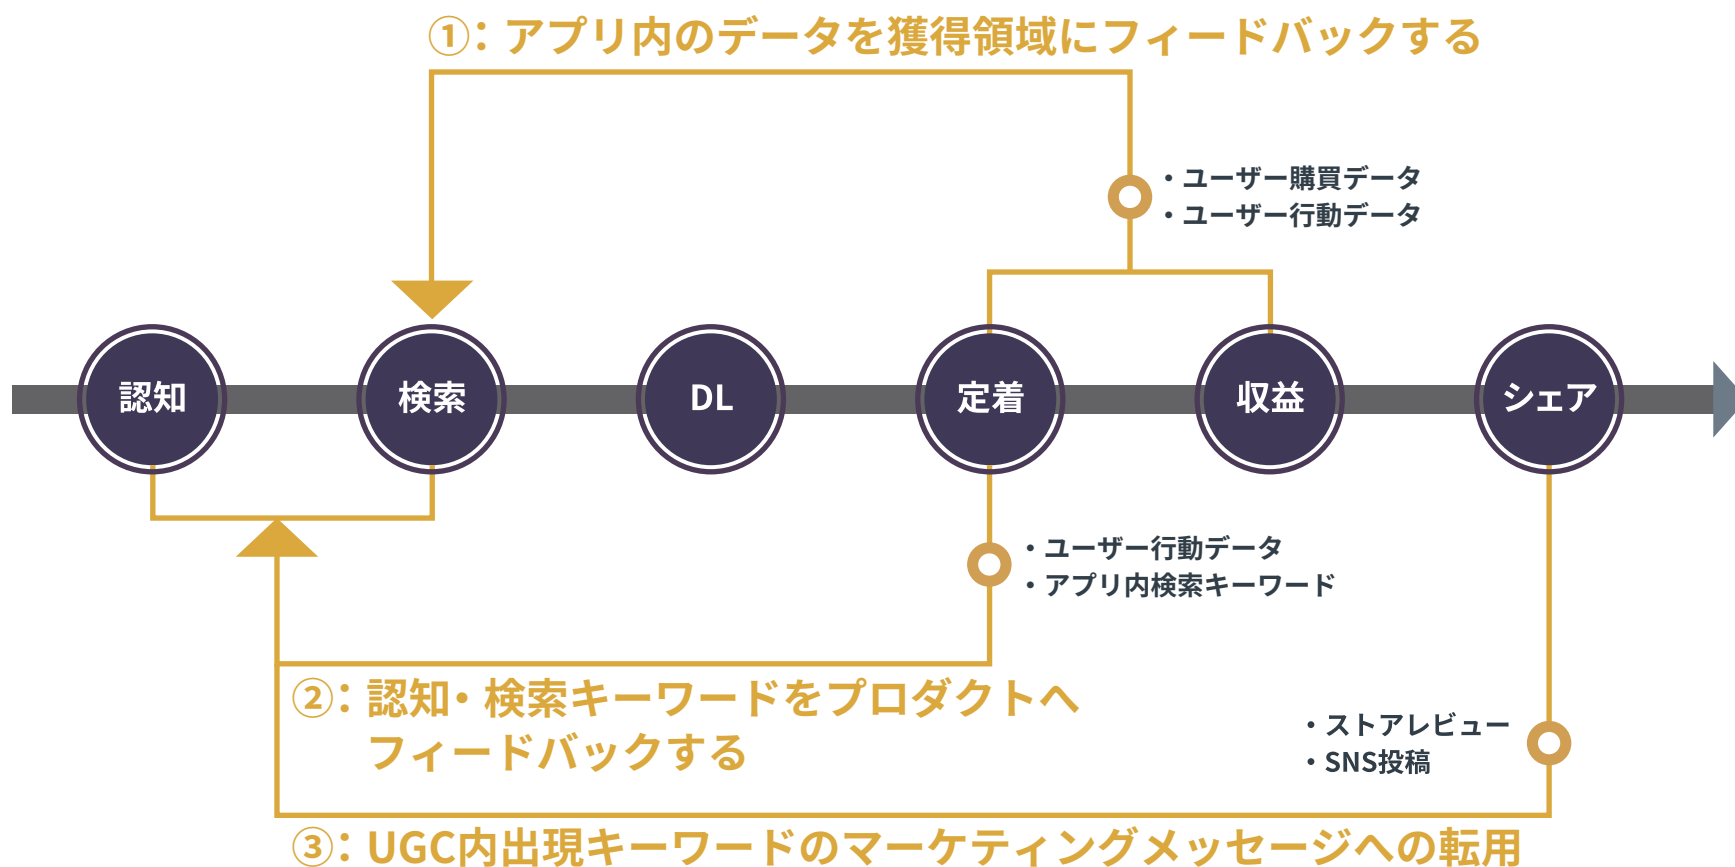 ①：アプリ内のデータを獲得領域にフィードバックする
・ユーザー購買データ
・ユーザー行動データ
認知
検索
DL
定着
収益
シェア
・ユーザー行動データ
・アプリ内検索キーワード
②：認知・検索キーワードをプロダクトへ
フィードバックする
・ストアレビュー
・SNS投稿
③：UGC内出現キーワードのマーケティングメッセージへの転用